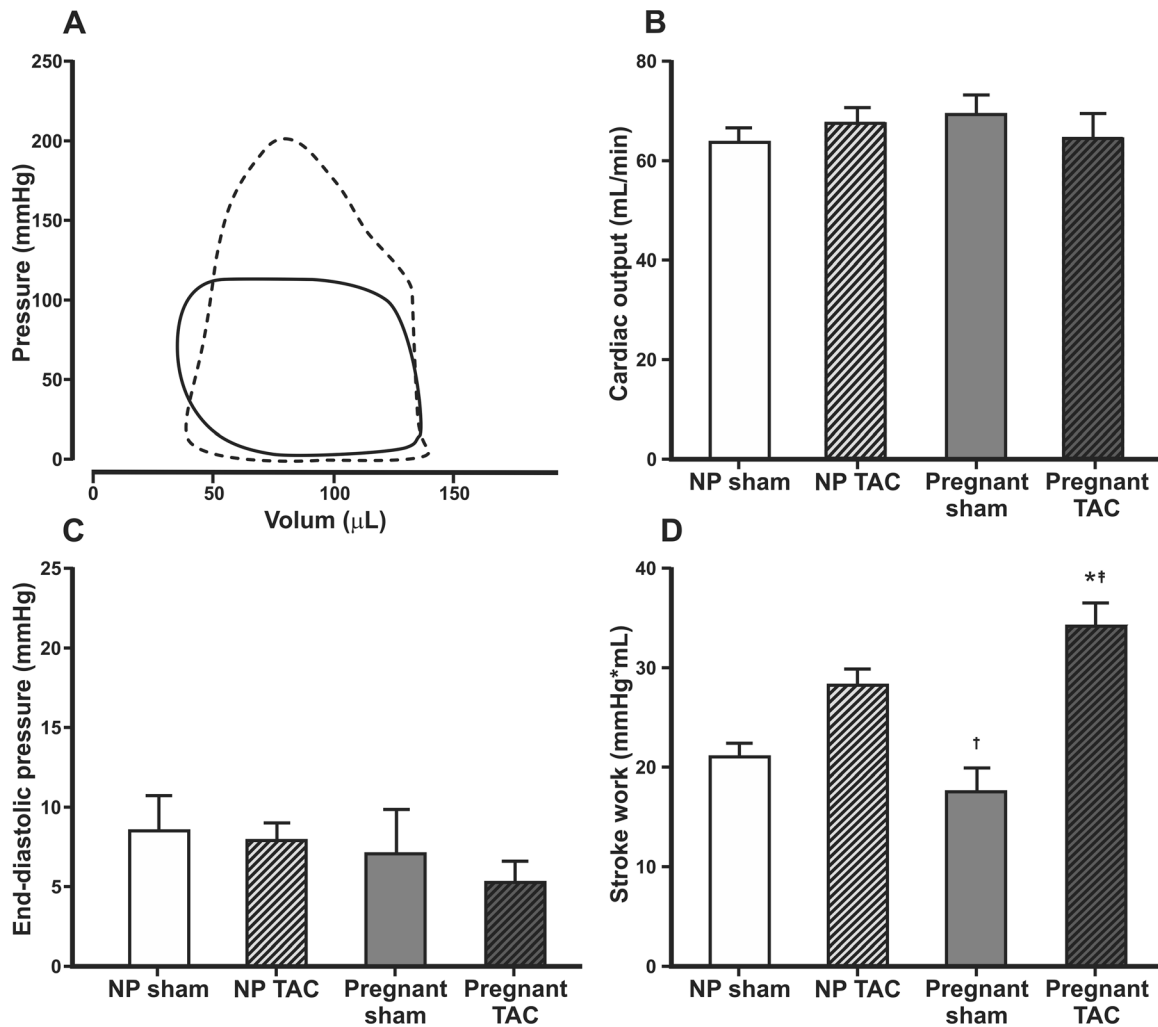 A
Pressure (mmHg)
250
200
150
100
50
0
0 50 100 150
Volum (μL)
B
Cardiac output (mL/min)
80
60
40
20
0
NP sham NP TAC Pregnant sham Pregnant TAC
C
End-diastolic pressure (mmHg)
25
20
15
10
5
0
NP sham NP TAC Pregnant sham Pregnant TAC
D
Stroke work (mmHg*mL)
40
30
20
10
0
†
*‡
NP sham NP TAC Pregnant sham Pregnant TAC